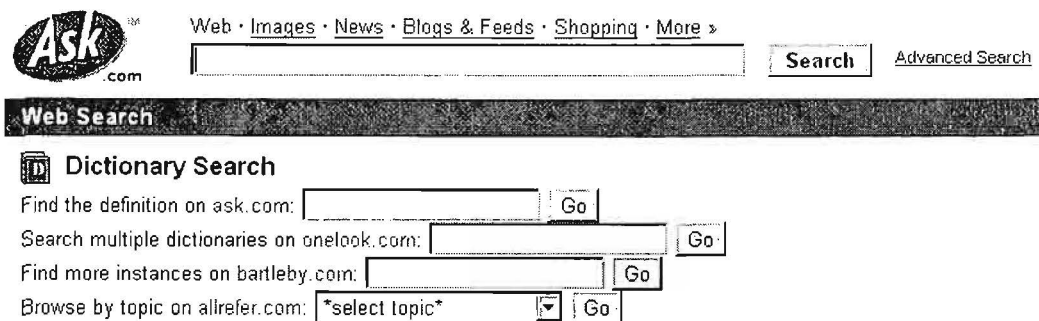 Ask.com TM
Web · Images · News · Blogs & Feeds · Shopping · More »
Search Advanced Search
Web Search
D Dictionary Search
Find the definition on ask.com: Go
Search multiple dictionaries on onelook.com: Go
Find more instances on bartleby.com: Go
Browse by topic on allrefer.com: *select topic* Go